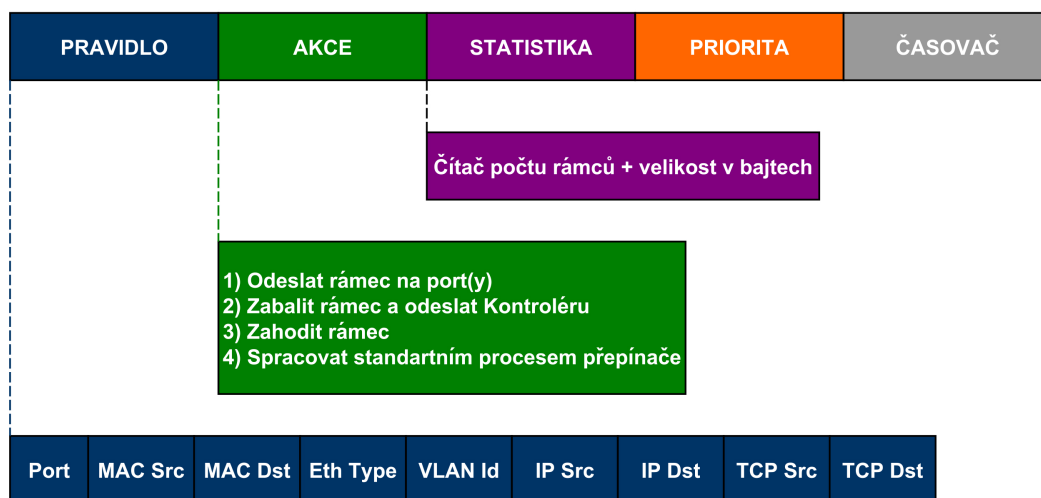 PRAVIDLO AKCE STATISTIKA PRIORITA ČASOVAČ
Čítač počtu rámců + velikost v bajtech
1) Odeslat rámec na port(y)
2) Zabalit rámec a odeslat Kontroléru
3) Zahodit rámec
4) Spracovat standartním procesem přepínače
Port MAC Src MAC Dst Eth Type VLAN Id IP Src IP Dst TCP Src TCP Dst